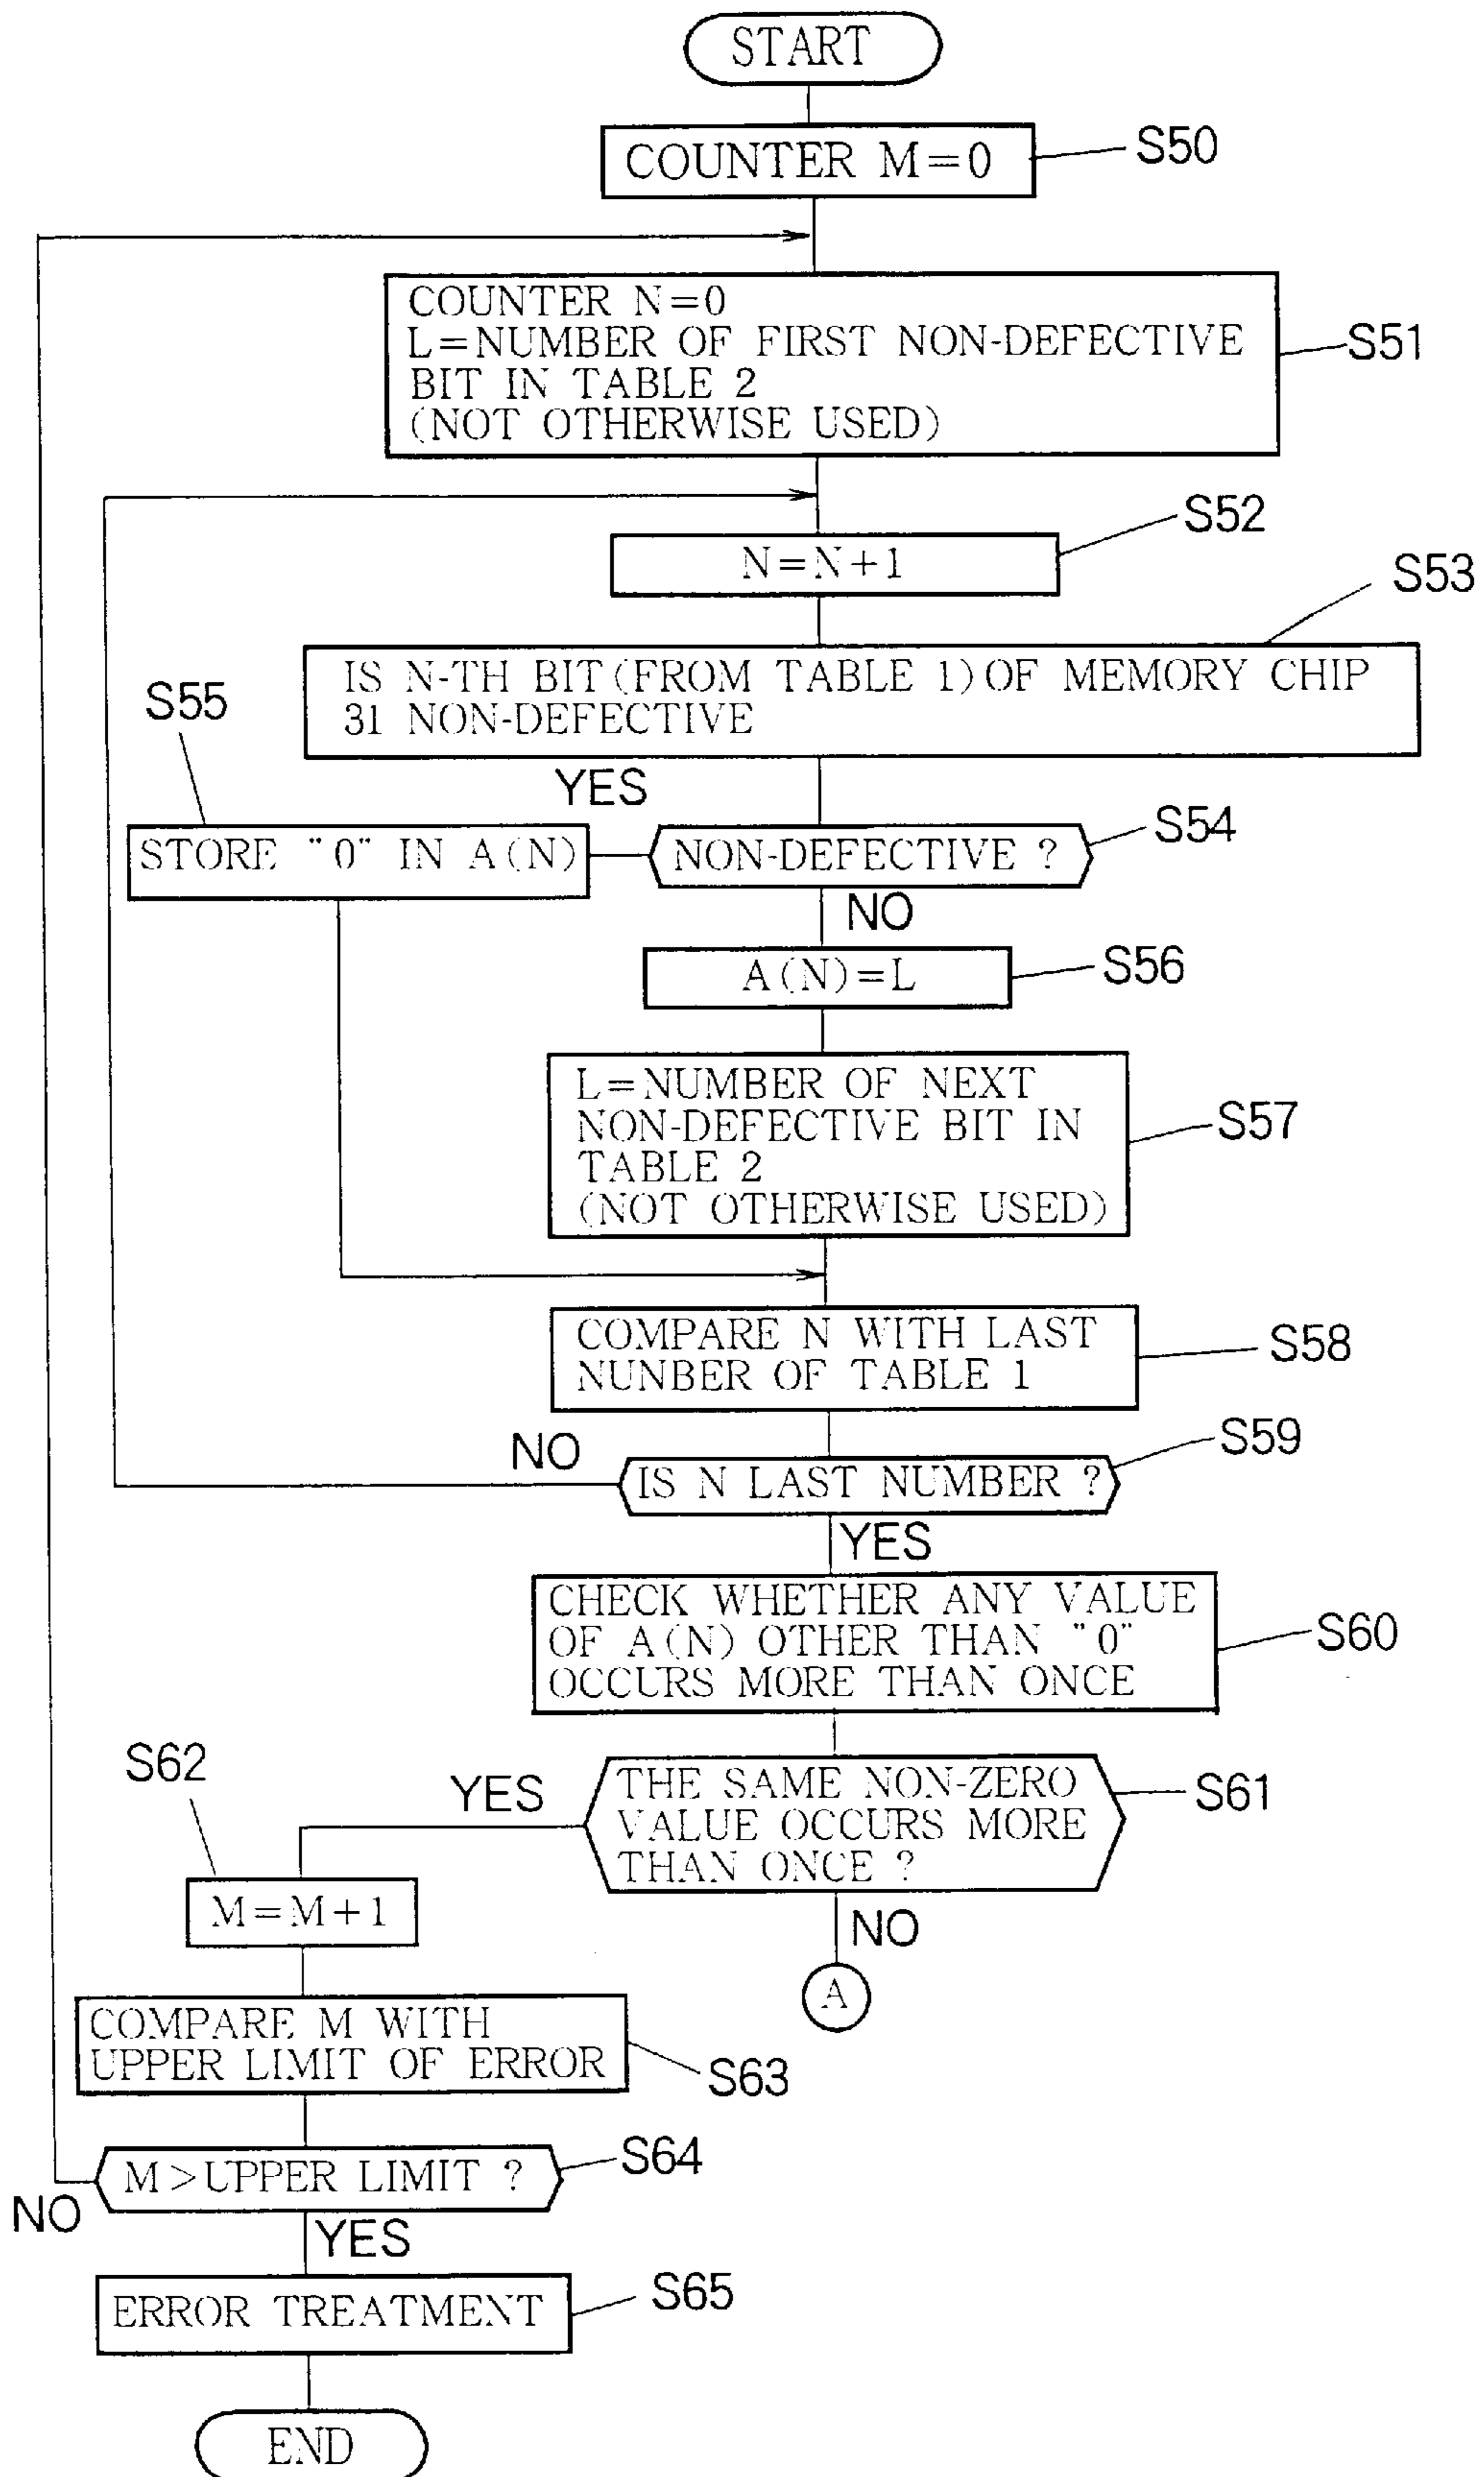 START
COUNTER M=0
S50
COUNTER N=0
L=NUMBER OF FIRST NON-DEFECTIVE
BIT IN TABLE 2
(NOT OTHERWISE USED)
S51
N=N+1
S52
S53
IS N-TH BIT(FROM TABLE 1)OF MEMORY CHIP
31 NON-DEFECTIVE
S55
YES
STORE "0" IN A(N)
NON-DEFECTIVE ?
S54
NO
A(N)=L
S56
L=NUMBER OF NEXT
NON-DEFECTIVE BIT IN
TABLE 2
(NOT OTHERWISE USED)
S57
COMPARE N WITH LAST
NUNBER OF TABLE 1
S58
NO
IS N LAST NUMBER ?
S59
YES
CHECK WHETHER ANY VALUE
OF A(N) OTHER THAN "0"
OCCURS MORE THAN ONCE
S60
S62
YES
THE SAME NON-ZERO
VALUE OCCURS MORE
THAN ONCE ?
S61
M=M+1
NO
A
COMPARE M WITH
UPPER LIMIT OF ERROR
S63
M>UPPER LIMIT ?
S64
NO
YES
ERROR TREATMENT
S65
END